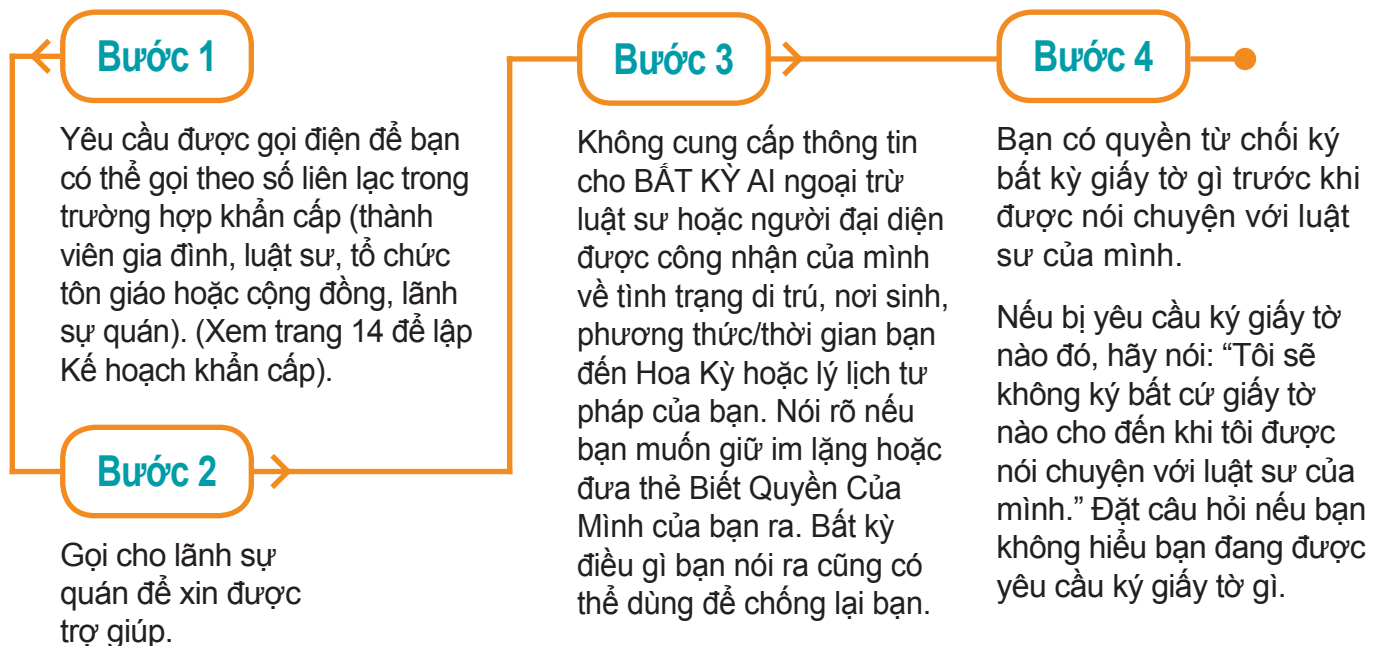 Bước 1
Yêu cầu được gọi điện để bạn
có thể gọi theo số liên lạc trong
trường hợp khẩn cấp (thành
viên gia đình, luật sư, tổ chức
tôn giáo hoặc cộng đồng, lãnh
sự quán). (Xem trang 14 để lập
Kế hoạch khẩn cấp).
Bước 2
Gọi cho lãnh sự
quán để xin được
trợ giúp.
Bước 3
Không cung cấp thông tin
cho BẤT KỲ AI ngoại trừ
luật sư hoặc người đại diện
được công nhận của mình
về tình trạng di trú, nơi sinh,
phương thức/thời gian bạn
đến Hoa Kỳ hoặc lý lịch tư
pháp của bạn. Nói rõ nếu
bạn muốn giữ im lặng hoặc
đưa thẻ Biết Quyền Của
Mình của bạn ra. Bất kỳ
điều gì bạn nói ra cũng có
thể dùng để chống lại bạn.
Bước 4
Bạn có quyền từ chối ký
bất kỳ giấy tờ gì trước khi
được nói chuyện với luật
sư của mình.
Nếu bị yêu cầu ký giấy tờ
nào đó, hãy nói: “Tôi sẽ
không ký bất cứ giấy tờ
nào cho đến khi tôi được
nói chuyện với luật sư của
mình.” Đặt câu hỏi nếu bạn
không hiểu bạn đang được
yêu cầu ký giấy tờ gì.